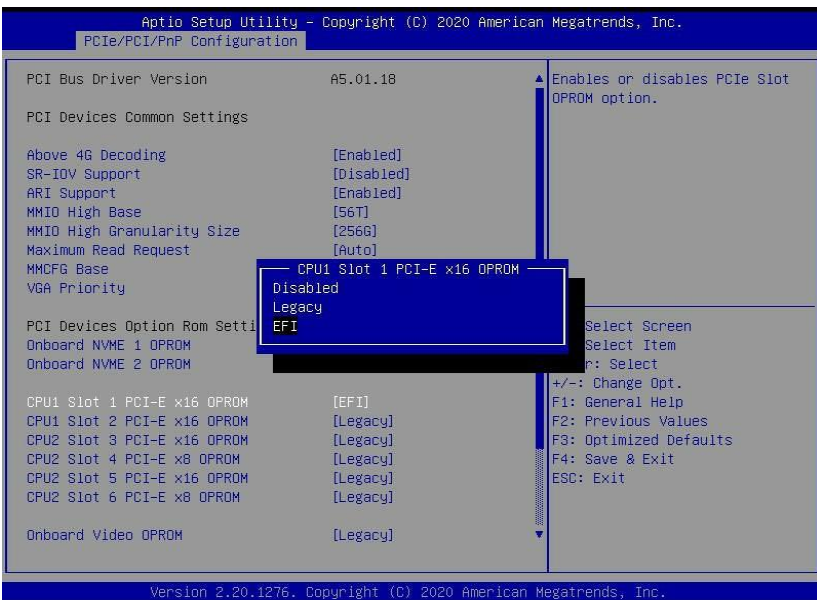 Aptio Setup Utility – Copyright (C) 2020 American Megatrends, Inc.
PCIe/PCI/PnP Configuration
PCI Bus Driver Version A5.01.18
PCI Devices Common Settings
Above 4G Decoding [Enabled]
SR-IOV Support [Disabled]
ARI Support [Enabled]
MMIO High Base [56T]
MMIO High Granularity Size [256G]
Maximum Read Request [Auto]
MMCFG Base
VGA Priority
PCI Devices Option Rom Setti
Onboard NVME 1 OPROM
Onboard NVME 2 OPROM
CPU1 Slot 1 PCI-E x16 OPROM [EFI]
CPU1 Slot 2 PCI-E x16 OPROM [Legacy]
CPU2 Slot 3 PCI-E x16 OPROM [Legacy]
CPU2 Slot 4 PCI-E x8 OPROM [Legacy]
CPU2 Slot 5 PCI-E x16 OPROM [Legacy]
CPU2 Slot 6 PCI-E x8 OPROM [Legacy]
Onboard Video OPROM [Legacy]
CPU1 Slot 1 PCI-E x16 OPROM
Disabled
Legacy
EFI
Enables or disables PCIe Slot
OPROM option.
Select Screen
Select Item
r: Select
+/-: Change Opt.
F1: General Help
F2: Previous Values
F3: Optimized Defaults
F4: Save & Exit
ESC: Exit
Version 2.20.1276. Copyright (C) 2020 American Megatrends, Inc.